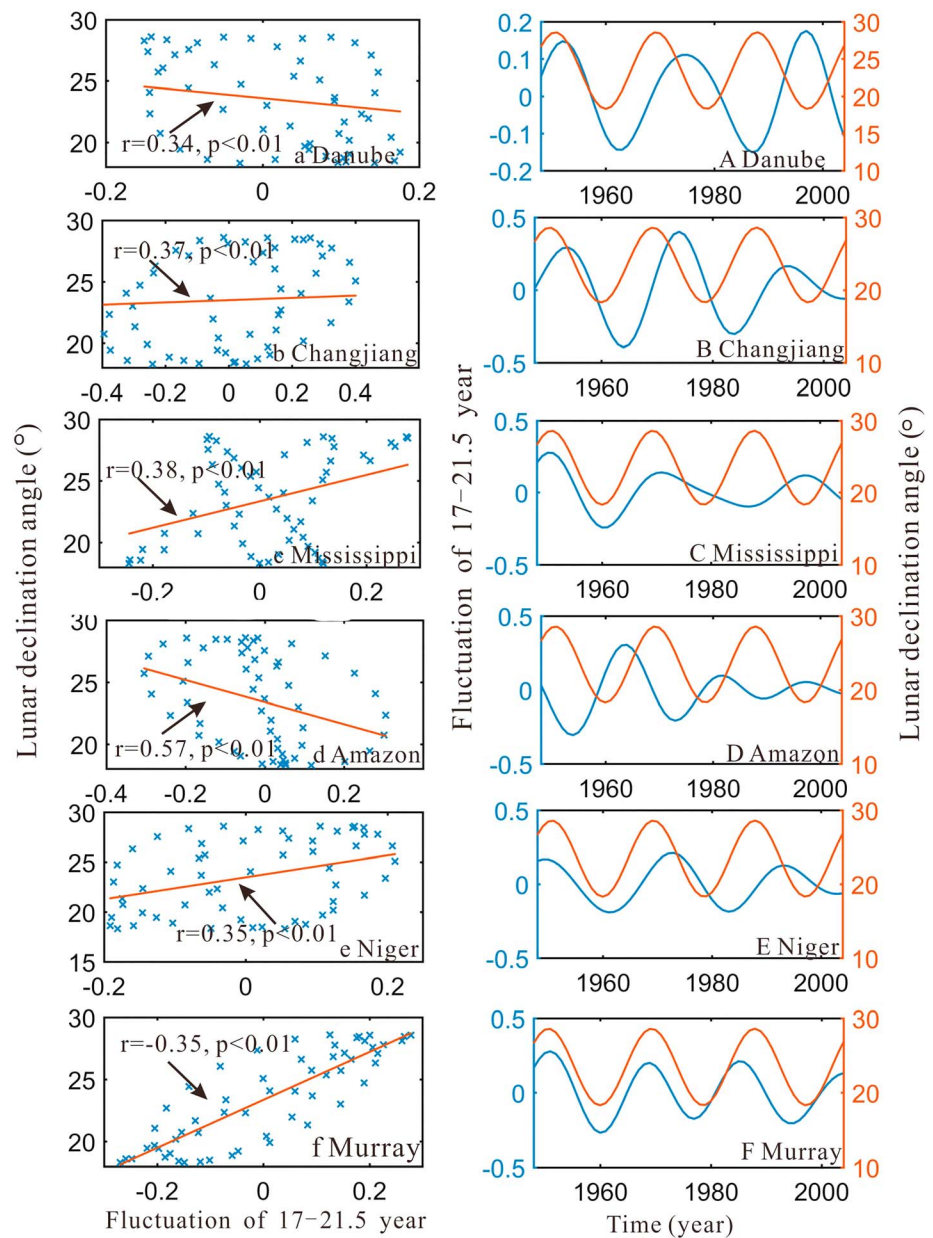 30
25
20
r=0.34, p<0.01
a Danube
-0.2 0 0.2
0.2
0.1
0
-0.1
-0.2
30
25
20
15
10
A Danube
1960 1980 2000
30
25
20
r=0.37, p<0.01
b Changjiang
-0.4 -0.2 0 0.2 0.4
0.5
0
-0.5
30
20
10
B Changjiang
1960 1980 2000
30
25
20
r=0.38, p<0.01
c Mississippi
-0.2 0 0.2
0.5
0
-0.5
30
20
10
C Mississippi
1960 1980 2000
30
25
20
r=0.57, p<0.01
d Amazon
-0.4 -0.2 0 0.2
0.5
0
-0.5
30
20
10
D Amazon
1960 1980 2000
30
25
20
15
r=0.35, p<0.01
e Niger
-0.2 0 0.2
0.5
0
-0.5
30
20
10
E Niger
1960 1980 2000
30
25
20
r=-0.35, p<0.01
f Murray
-0.2 0 0.2
0.5
0
-0.5
30
20
10
F Murray
1960 1980 2000
Lunar declination angle (°)
Fluctuation of 17-21.5 year
Fluctuation of 17-21.5 year
Lunar declination angle (°)
Time (year)